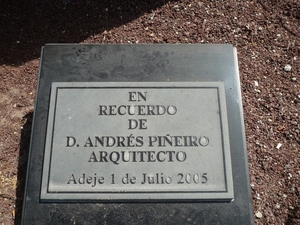 EN
RECUERDO
DE
D. ANDRÉS PIÑEIRO
ARQUITECTO
Adeje 1 de Julio 2005